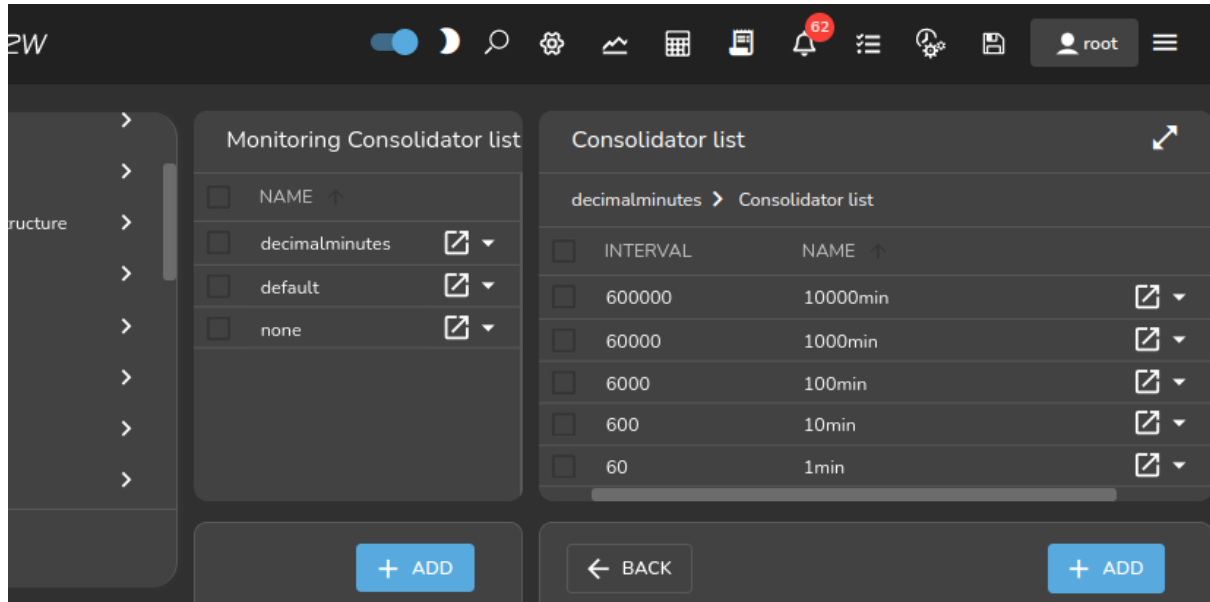 62
root
Monitoring Consolidator list
NAME
decimalminutes
default
none
ADD
Consolidator list
decimalminutes Consolidator list
INTERVAL NAME
600000 10000min
60000 1000min
6000 100min
600 10min
60 1min
BACK
ADD
ructure